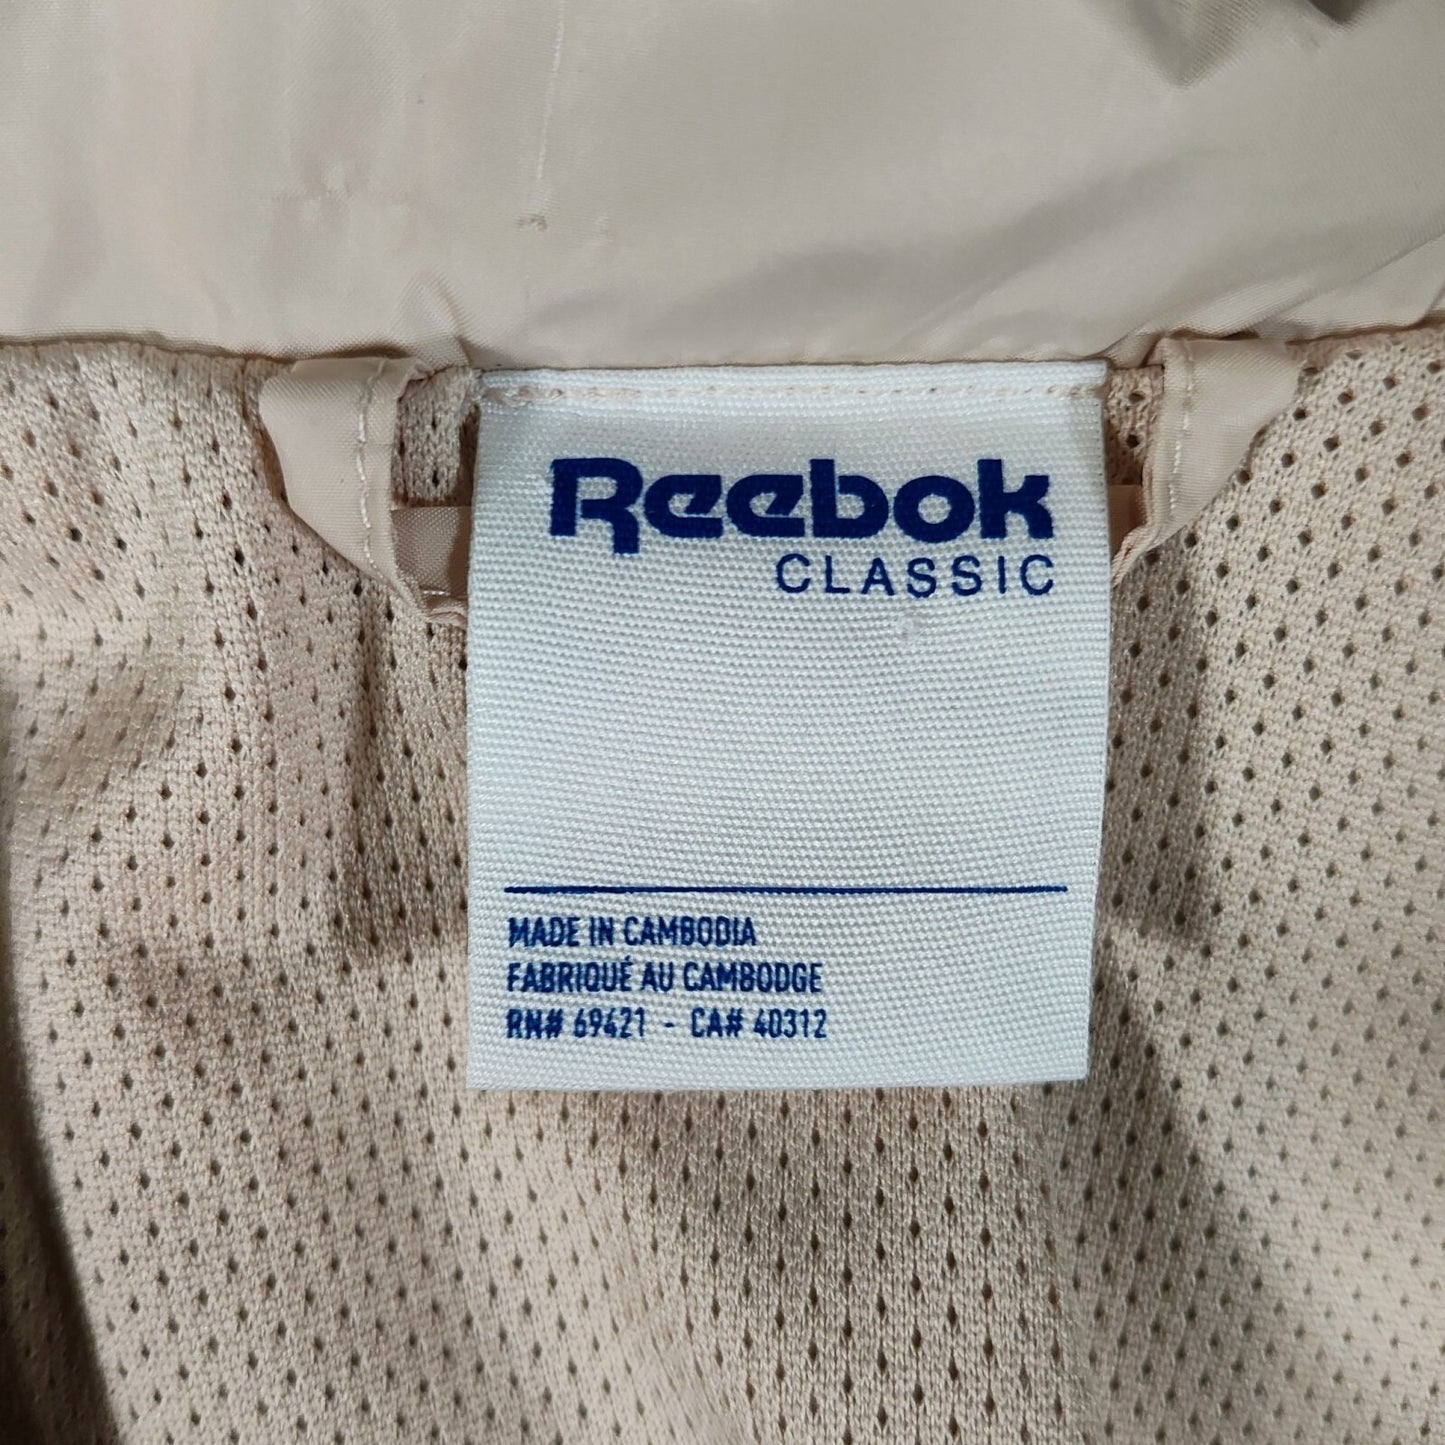 Reebok
CLASSIC
MADE IN CAMBODIA
FABRIQUÉ AU CAMBODGE
RN# 69421 - CA# 40312